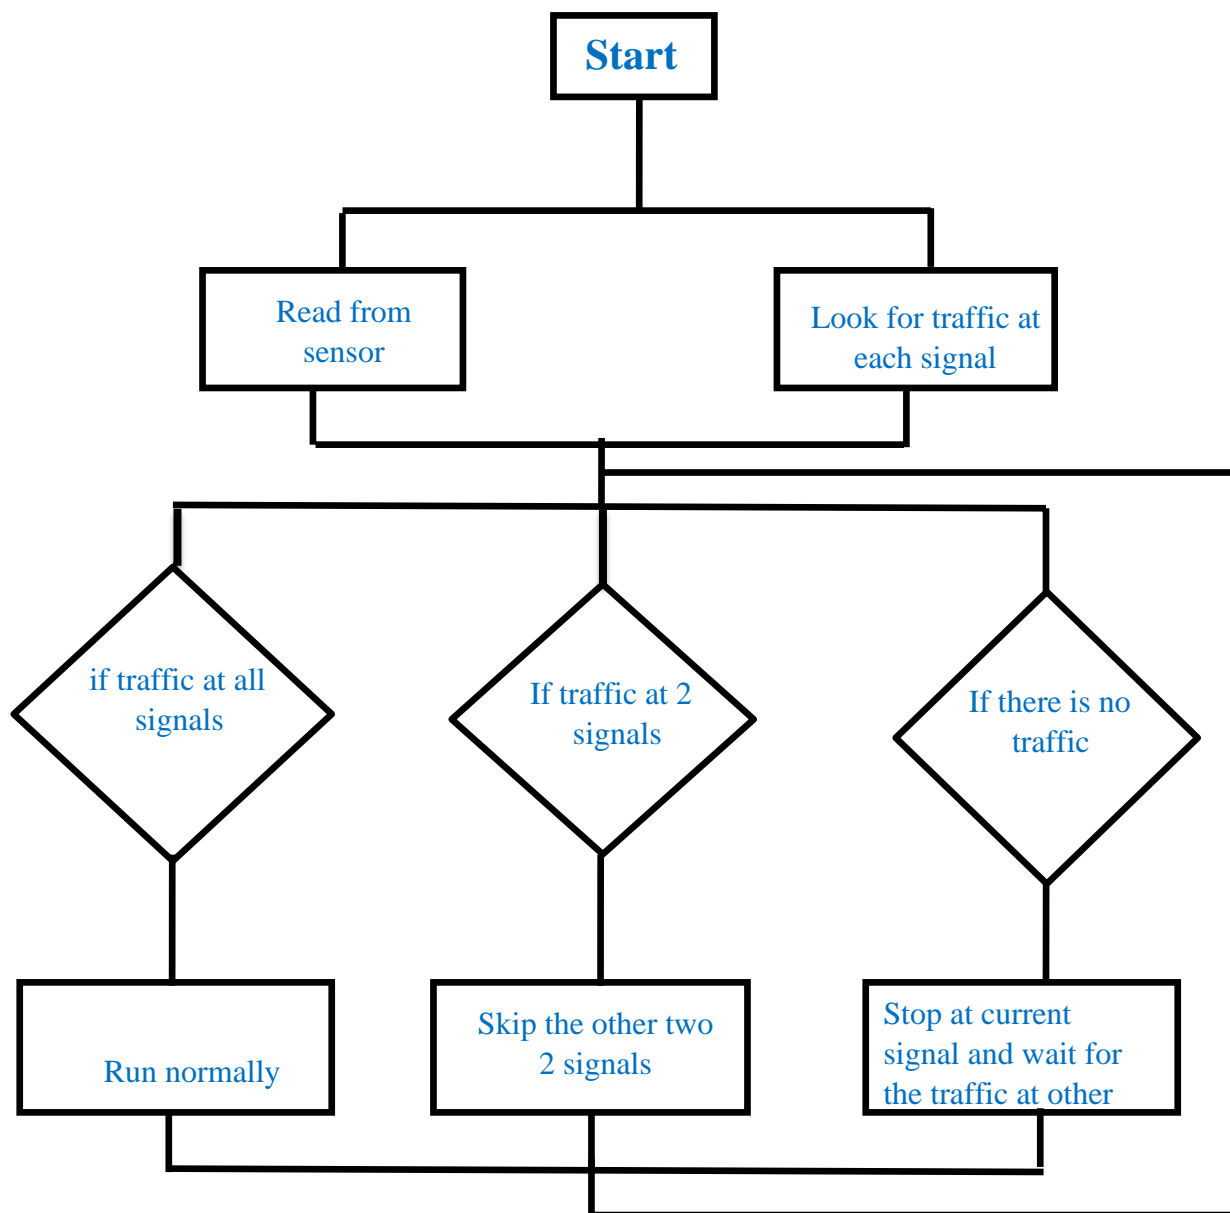 Start
Read from
sensor
Look for traffic at
each signal
if traffic at all
signals
If traffic at 2
signals
If there is no
traffic
Run normally
Skip the other two
2 signals
Stop at current
signal and wait for
the traffic at other